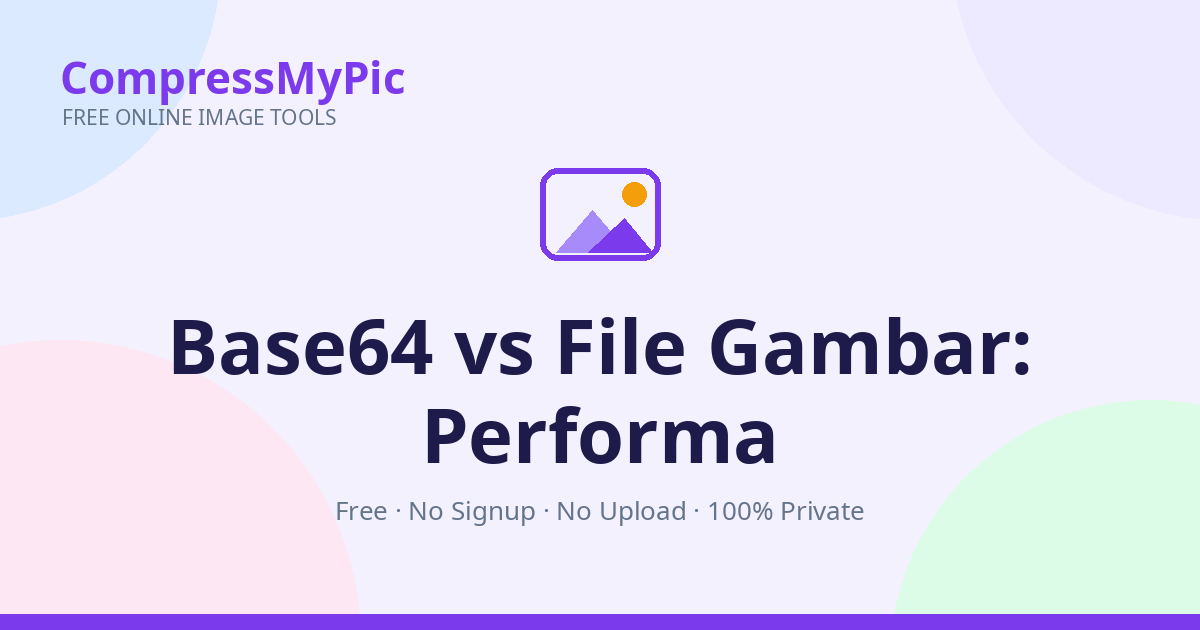 CompressMyPic
FREE ONLINE IMAGE TOOLS
Base64 vs File Gambar:
Performa
Free · No Signup · No Upload · 100% Private